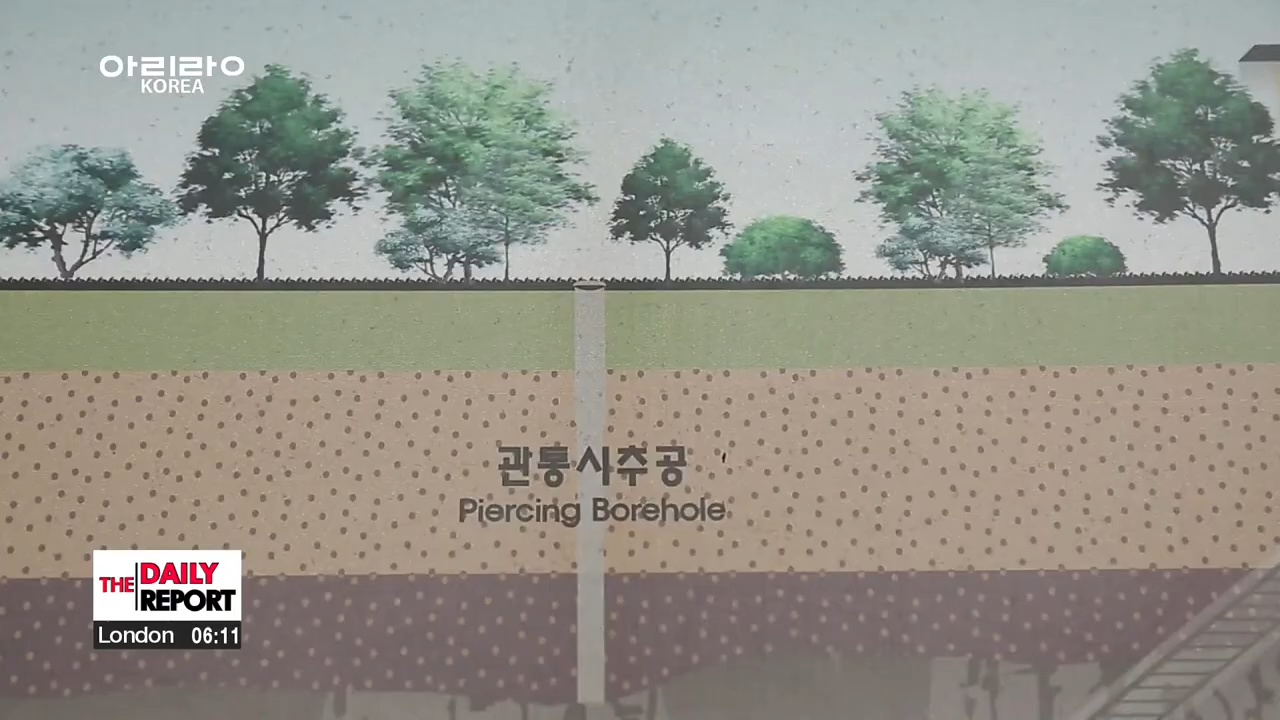 아리랑
KOREA
관통시추공
Piercing Borehole
THE DAILY
REPORT
London 06:11